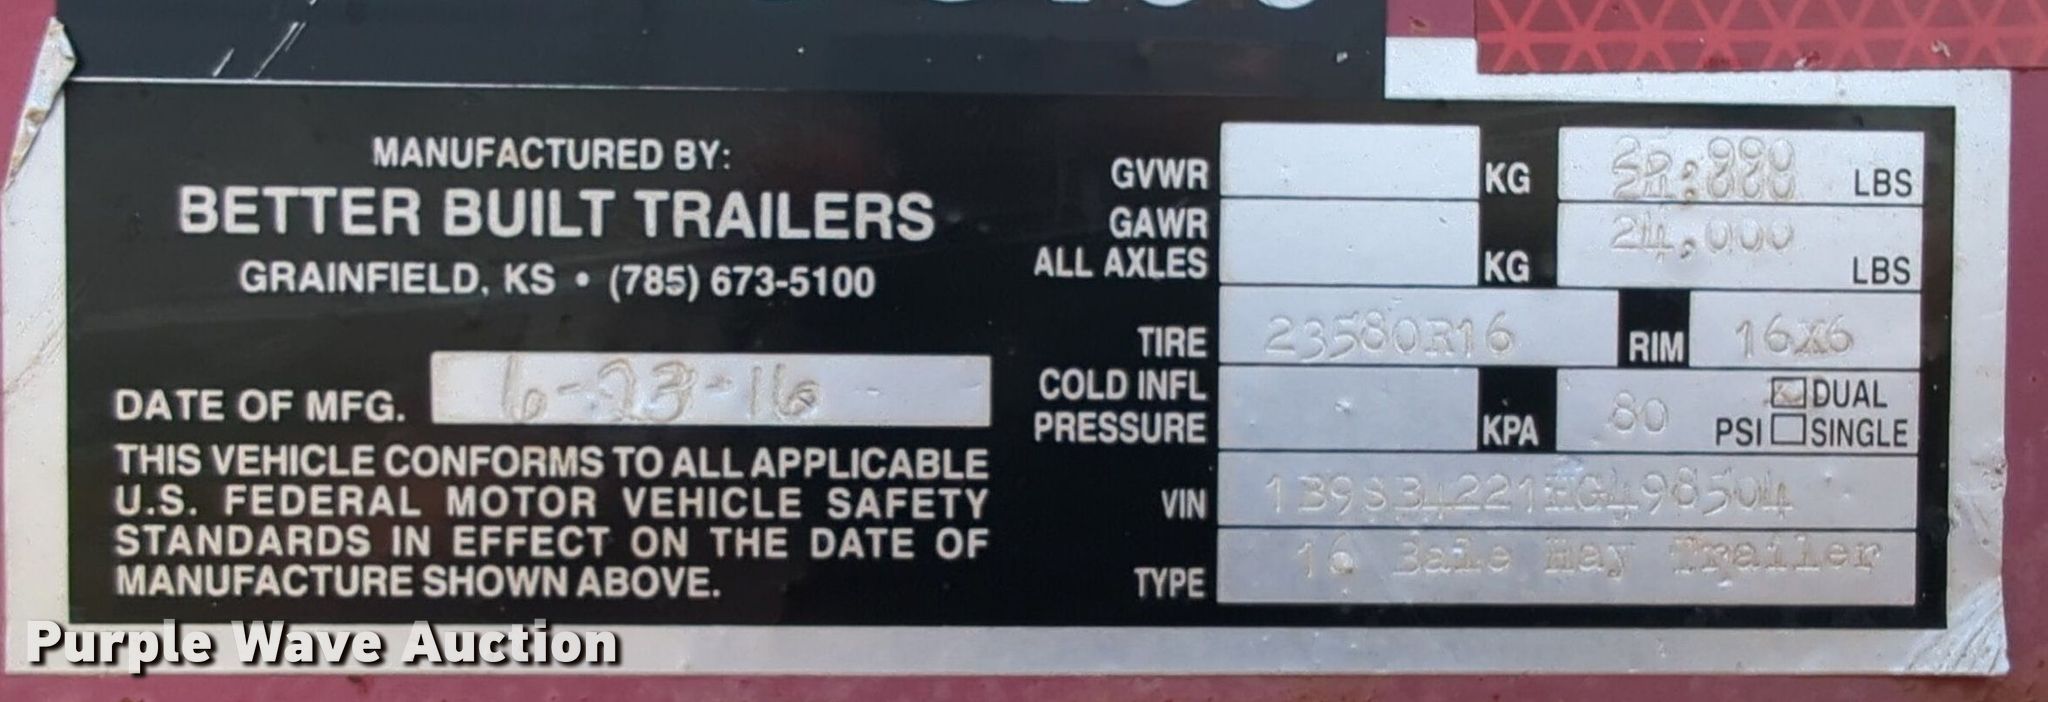 MANUFACTURED BY:
BETTER BUILT TRAILERS
GRAINFIELD, KS • (785) 673-5100
DATE OF MFG. 6-23-16
THIS VEHICLE CONFORMS TO ALL APPLICABLE
U.S. FEDERAL MOTOR VEHICLE SAFETY
STANDARDS IN EFFECT ON THE DATE OF
MANUFACTURE SHOWN ABOVE.
GVWR KG LBS
GAWR
ALL AXLES KG 24,000 LBS
TIRE 23580R16 RIM 16X6
COLD INFL
PRESSURE KPA 80 PSI
DUAL
SINGLE
VIN 1B9SB4221HG498504
TYPE 16 Bale Hay Trailer
Purple Wave Auction